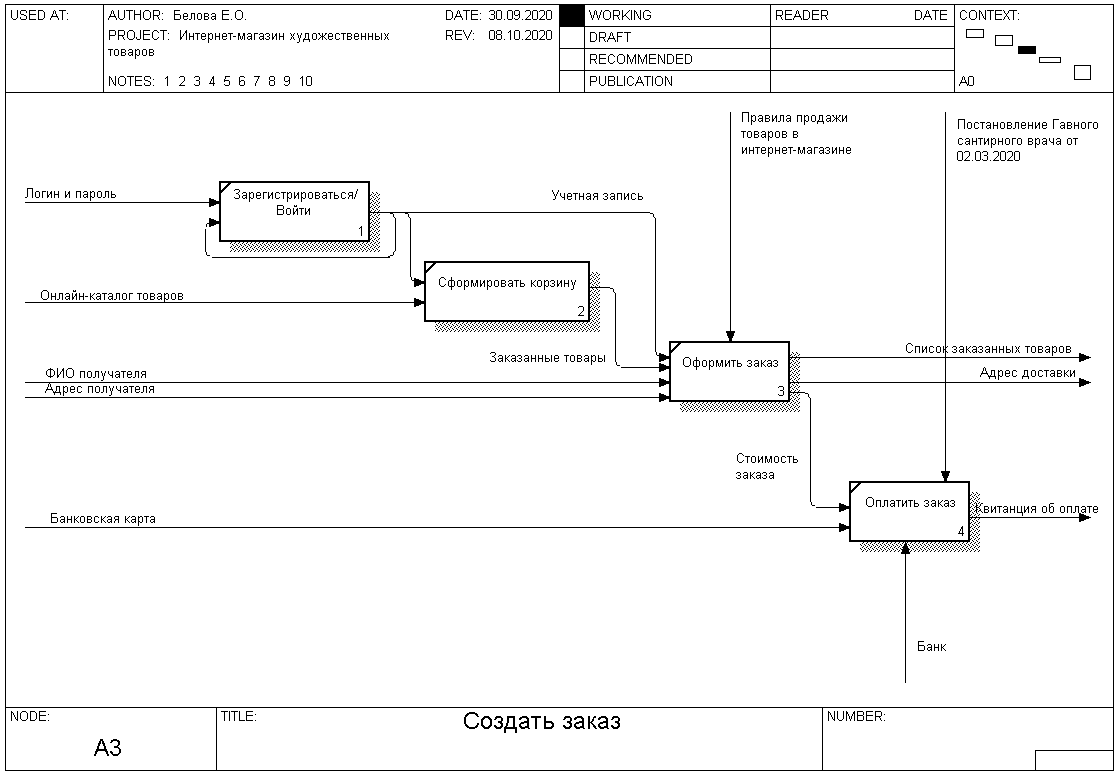 USED AT:
AUTHOR: Белова Е.О.
DATE: 30.09.2020
PROJECT: Интернет-магазин художественных
товаров
REV: 08.10.2020
NOTES: 1 2 3 4 5 6 7 8 9 10
WORKING
DRAFT
RECOMMENDED
PUBLICATION
READER DATE
CONTEXT:
A0
Правила продажи
товаров в
интернет-магазине
Постановление Гавного
сантирного врача от
02.03.2020
Логин и пароль
Зарегистрироваться/
Войти
1
Учетная запись
Онлайн-каталог товаров
Сформировать корзину
2
Заказанные товары
ФИО получателя
Адрес получателя
Оформить заказ
3
Список заказанных товаров
Адрес доставки
Стоимость
заказа
Банковская карта
Оплатить заказ
4
Квитанция об оплате
Банк
NODE:
A3
TITLE:
Создать заказ
NUMBER: